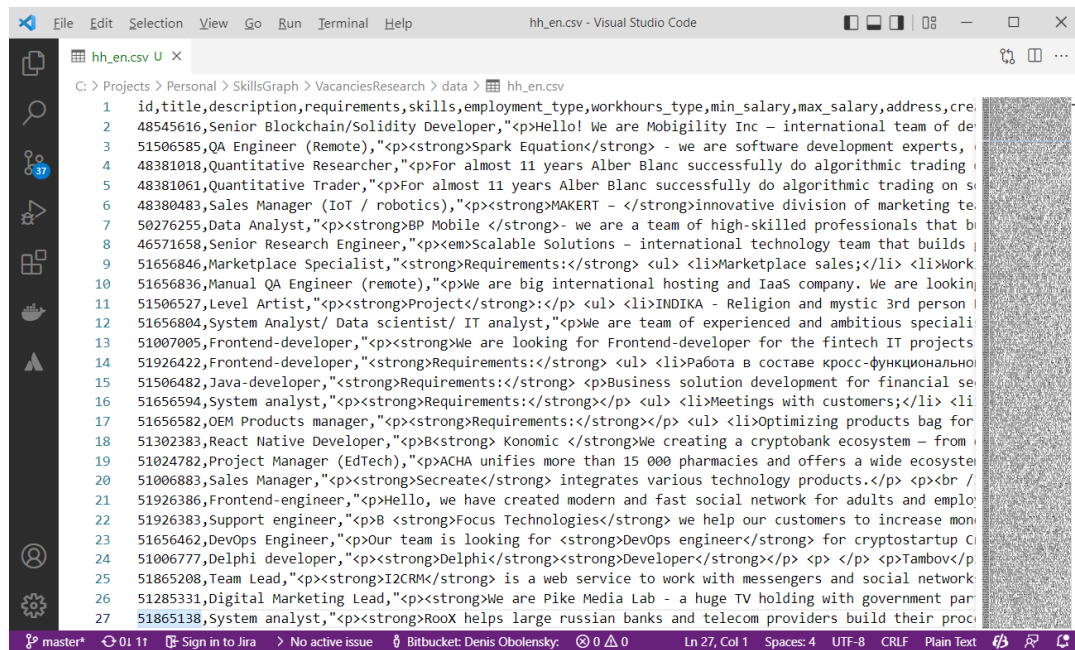 File Edit Selection View Go Run Terminal Help hh_en.csv - Visual Studio Code
hh_en.csv U
C: > Projects > Personal > SkillsGraph > VacanciesResearch > data > hh_en.csv
1 id,title,description,requirements,skills,employment_type,workhours_type,min_salary,max_salary,address,cre
2 48545616,Senior Blockchain/Solidity Developer,"<p>Hello! We are Mobigility Inc – international team of de
3 51506585,QA Engineer (Remote),"<p><strong>Spark Equation</strong> - we are software development experts,
4 48381018,Quantitative Researcher,"<p>For almost 11 years Alber Blanc successfully do algorithmic trading
5 48381061,Quantitative Trader,"<p>For almost 11 years Alber Blanc successfully do algorithmic trading on s
6 48380483,Sales Manager (IoT / robotics),"<p><strong>MAKERT – </strong>innovative division of marketing te
7 50276255,Data Analyst,"<p><strong>BP Mobile </strong>- we are a team of high-skilled professionals that b
8 46571658,Senior Research Engineer,"<p><em>Scalable Solutions – international technology team that builds
9 51656846,Marketplace Specialist,"<strong>Requirements:</strong> <ul> <li>Marketplace sales;</li> <li>Work
10 51656836,Manual QA Engineer (remote),"<p>We are big international hosting and IaaS company. We are lookin
11 51506527,Level Artist,"<p><strong>Project</strong>:</p> <ul> <li>INDIKA - Religion and mystic 3rd person
12 51656804,System Analyst/ Data scientist/ IT analyst,"<p>We are team of experienced and ambitious speciali
13 51007005,Frontend-developer,"<p><strong>We are looking for Frontend-developer for the fintech IT projects
14 51926422,Frontend-developer,"<strong>Requirements:</strong> <ul> <li>Работа в составе кросс-функционально
15 51506482,Java-developer,"<strong>Requirements:</strong> <p>Business solution development for financial se
16 51656594,System analyst,"<p><strong>Requirements:</strong></p> <ul> <li>Meetings with customers;</li> <li
17 51656582,OEM Products manager,"<p><strong>Requirements:</strong></p> <ul> <li>Optimizing products bag for
18 51302383,React Native Developer,"<p>B<strong> Konomic </strong>We creating a cryptobank ecosystem – from
19 51024782,Project Manager (EdTech),"<p>ACHA unifies more than 15 000 pharmacies and offers a wide ecosyste
20 51006883,Sales Manager,"<p><strong>Secreate</strong> integrates various technology products.</p> <p><br /
21 51926386,Frontend-engineer,"<p>Hello, we have created modern and fast social network for adults and emplo
22 51926383,Support engineer,"<p>B <strong>Focus Technologies</strong> we help our customers to increase mon
23 51656462,DevOps Engineer,"<p>Our team is looking for <strong>DevOps engineer</strong> for cryptostartup C
24 51006777,Delphi developer,"<p><strong>Delphi</strong><strong>Developer</strong></p> <p> </p> <p>Tambov</p
25 51865208,Team Lead,"<p><strong>I2CRM</strong> is a web service to work with messengers and social network
26 51285331,Digital Marketing Lead,"<p><strong>We are Pike Media Lab - a huge TV holding with government par
27 51865138,System analyst,"<p><strong>RooX helps large russian banks and telecom providers build their proc
37
master* 0↓ 1↑ Sign in to Jira > No active issue Bitbucket: Denis Obolensky: 0 0 Ln 27, Col 1 Spaces: 4 UTF-8 CRLF Plain Text